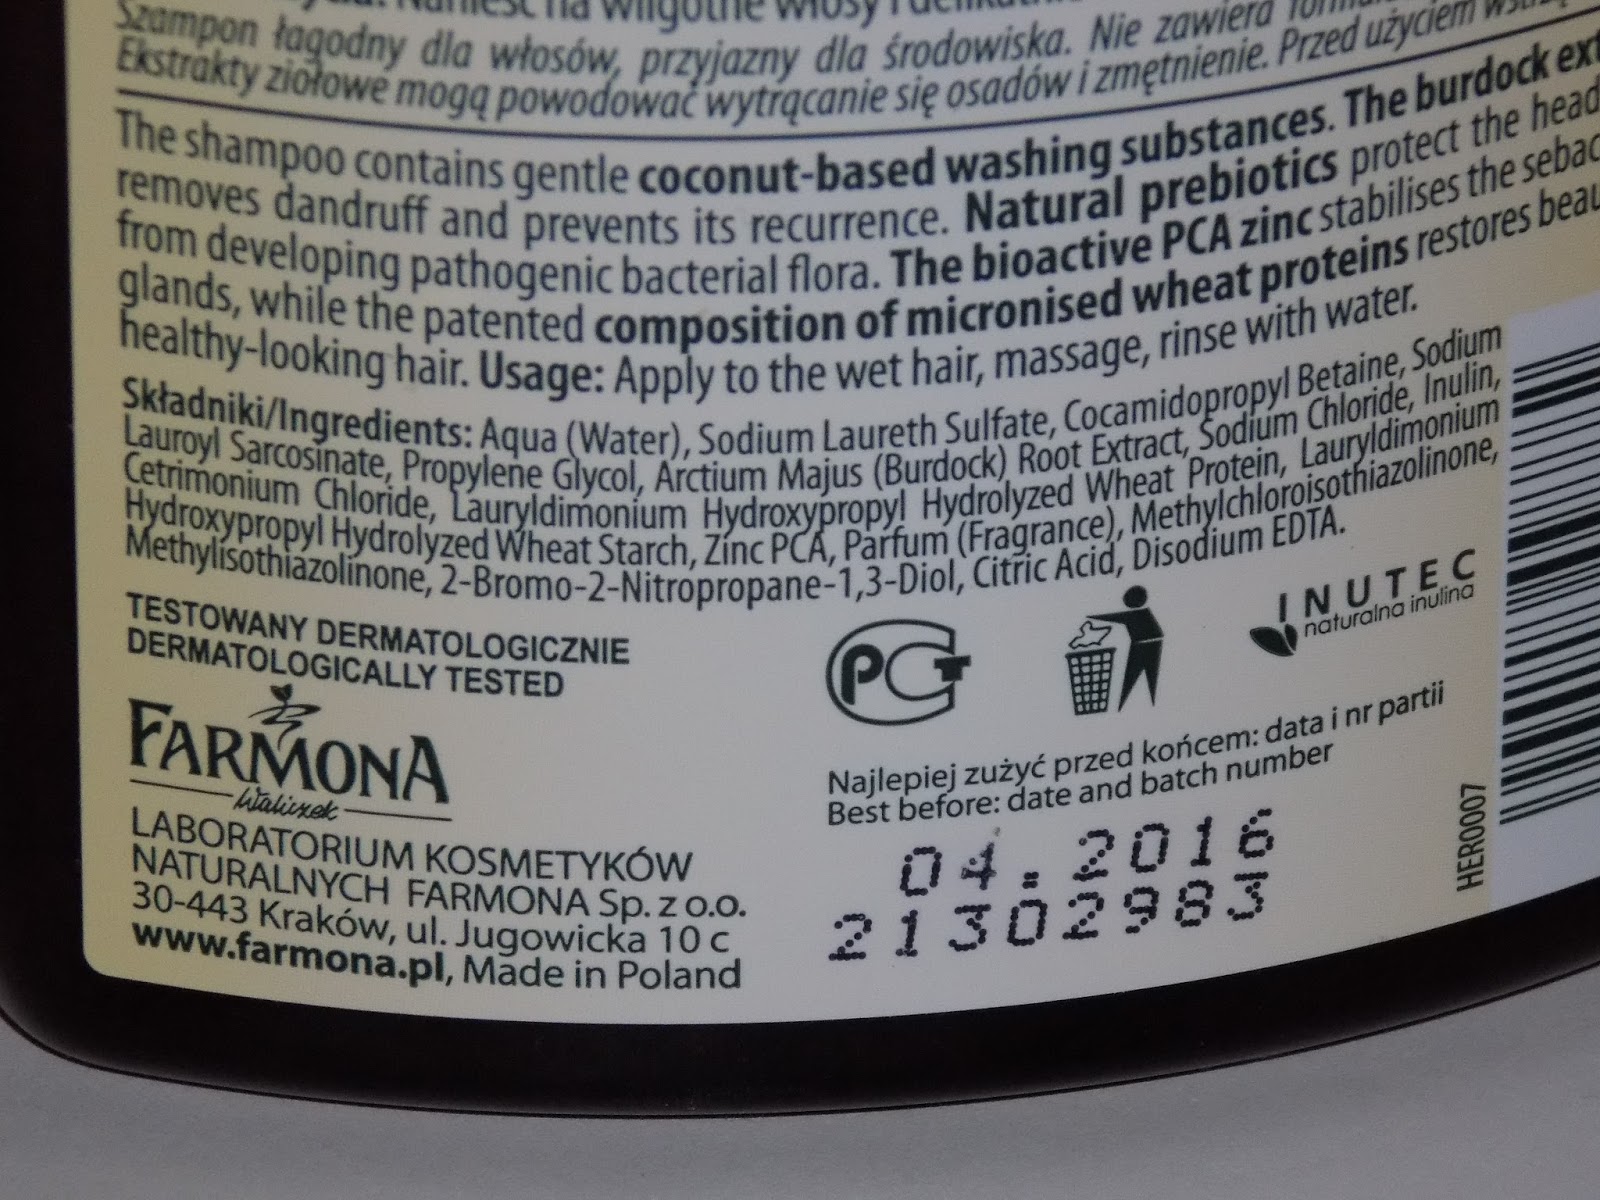 Nanieść na wilgotne włosy i
Szampon łagodny dla włosów, przyjazny dla środowiska. Nie zawiera
Ekstrakty ziołowe mogą powodować wytrącanie się osadów i zmętnienie. Przed użyciem
The shampoo contains gentle coconut-based washing substances. The burdock
removes dandruff and prevents its recurrence. Natural prebiotics protect the head
from developing pathogenic bacterial flora. The bioactive PCA zinc stabilises the
glands, while the patented composition of micronised wheat proteins restores
healthy-looking hair. Usage: Apply to the wet hair, massage, rinse with water.
Składniki/Ingredients: Aqua (Water), Sodium Laureth Sulfate, Cocamidopropyl Betaine, Sodium
Lauroyl Sarcosinate, Propylene Glycol, Arctium Majus (Burdock) Root Extract, Sodium Chloride, Inulin,
Cetrimonium Chloride, Lauryldimonium Hydroxypropyl Hydrolyzed Wheat Protein, Lauryldimonium
Hydroxypropyl Hydrolyzed Wheat Starch, Zinc PCA, Parfum (Fragrance), Methylchloroisothiazolinone,
Methylisothiazolinone, 2-Bromo-2-Nitropropane-1,3-Diol, Citric Acid, Disodium EDTA.
TESTOWANY DERMATOLOGICZNIE
DERMATOLOGICALLY TESTED
FARMONA
Waliczek
LABORATORIUM KOSMETYKÓW
NATURALNYCH FARMONA Sp. z o.o.
30-443 Kraków, ul. Jugowicka 10 c
www.farmona.pl, Made in Poland
PCT
INUTEC
naturalna inulina
Najlepiej zużyć przed końcem: data i nr partii
Best before: date and batch number
04.2016
21302983
HER0007